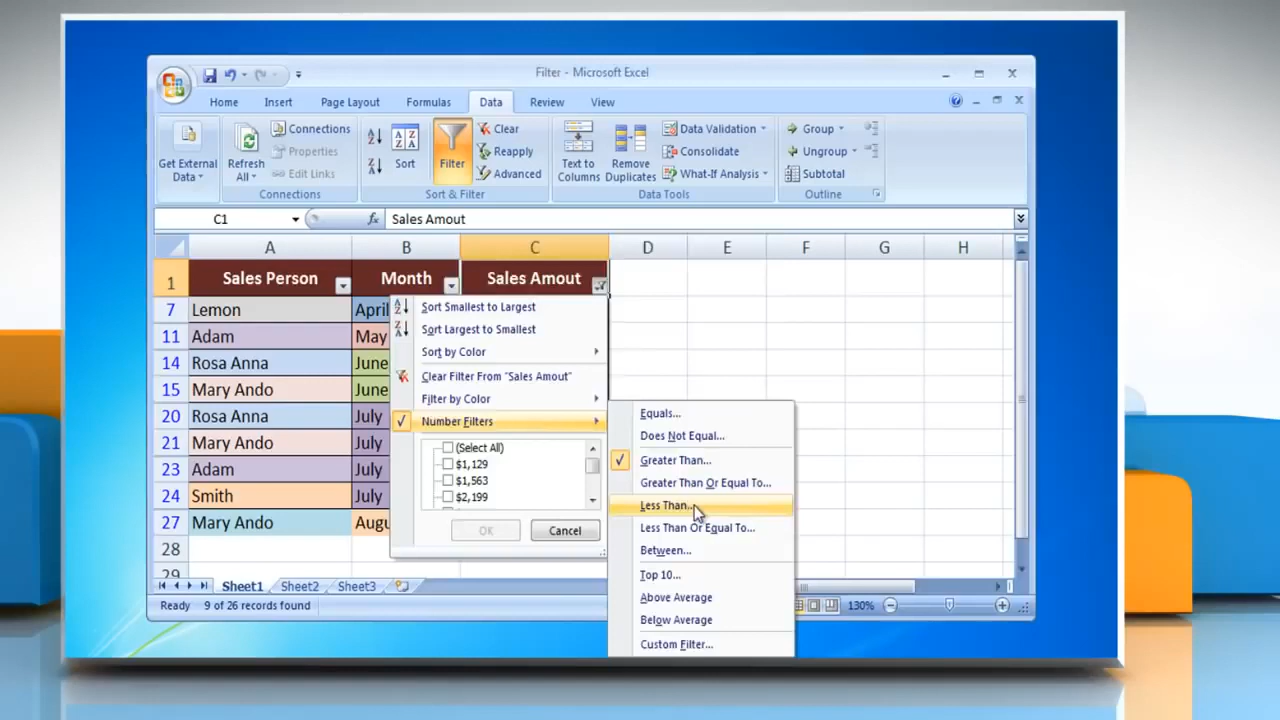 Filter - Microsoft Excel
Home Insert Page Layout Formulas Data Review View
Get External Data
Refresh All
Connections
Properties
Edit Links
Connections
Sort
Filter
Clear
Reapply
Advanced
Sort & Filter
Text to Columns
Remove Duplicates
Data Validation
Consolidate
What-If Analysis
Data Tools
Group
Ungroup
Subtotal
Outline
C1 fx Sales Amout
A B C D E F G H
1 Sales Person Month Sales Amout
7 Lemon April
11 Adam May
14 Rosa Anna June
15 Mary Ando June
20 Rosa Anna July
21 Mary Ando July
23 Adam July
24 Smith July
27 Mary Ando Augu
28
29
Sort Smallest to Largest
Sort Largest to Smallest
Sort by Color
Clear Filter From "Sales Amout"
Filter by Color
Number Filters
(Select All)
$1,129
$1,563
$2,199
OK Cancel
Equals...
Does Not Equal...
Greater Than...
Greater Than Or Equal To...
Less Than...
Less Than Or Equal To...
Between...
Top 10...
Above Average
Below Average
Custom Filter...
Sheet1 Sheet2 Sheet3
Ready 9 of 26 records found 130%